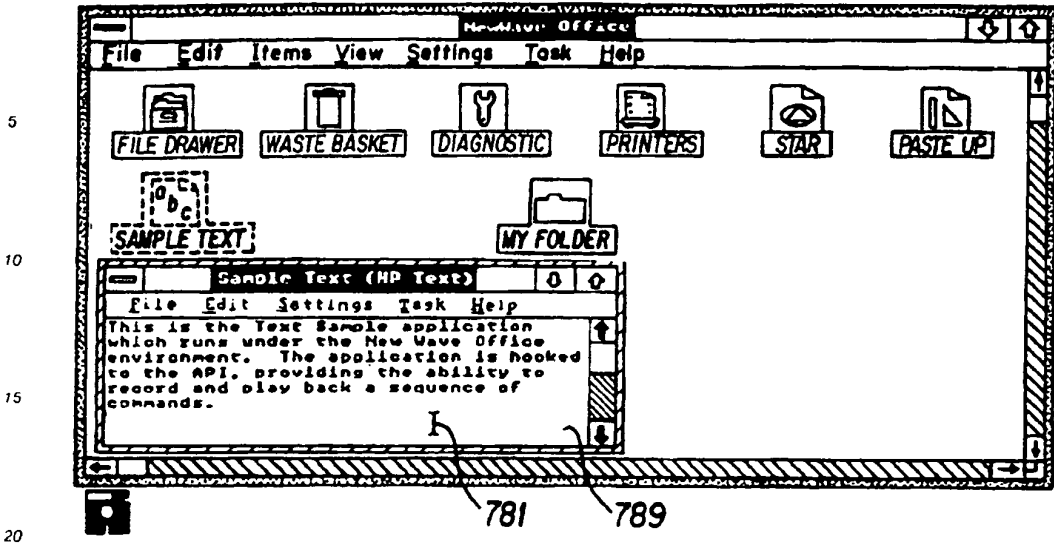 NewWave Office
File Edit Items View Settings Task Help
5
FILE DRAWER WASTE BASKET DIAGNOSTIC PRINTERS STAR PASTE UP
a b c
SAMPLE TEXT MY FOLDER
10
Sample Text (HP Text)
File Edit Settings Task Help
This is the Text Sample application
which runs under the New Wave Office
environment. The application is hooked
to the API, providing the ability to
record and play back a sequence of
15
commands.
781 789
20